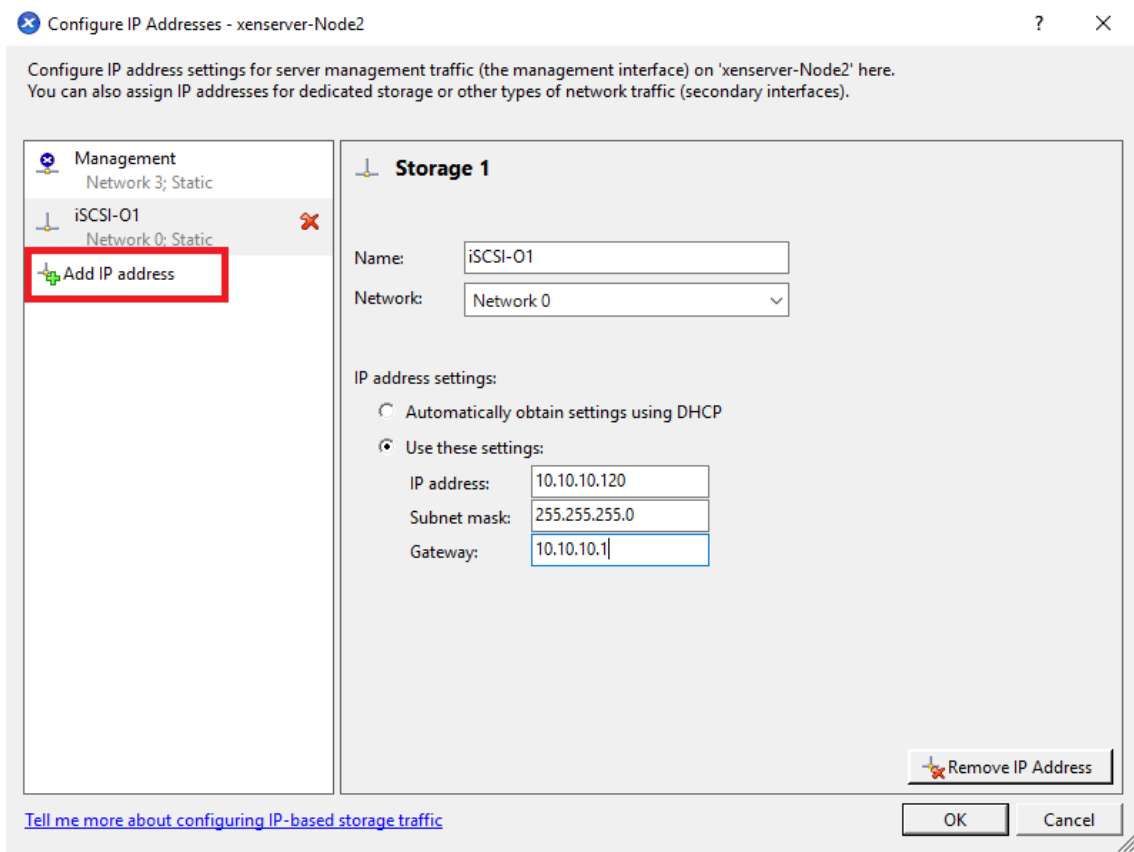 Configure IP Addresses - xenserver-Node2
?
Configure IP address settings for server management traffic (the management interface) on 'xenserver-Node2' here.
You can also assign IP addresses for dedicated storage or other types of network traffic (secondary interfaces).
Management
Network 3; Static
iSCSI-O1
Network 0; Static
Add IP address
Storage 1
Name:
iSCSI-O1
Network:
Network 0
IP address settings:
Automatically obtain settings using DHCP
Use these settings:
IP address:
10.10.10.120
Subnet mask:
255.255.255.0
Gateway:
10.10.10.1
Remove IP Address
Tell me more about configuring IP-based storage traffic
OK
Cancel